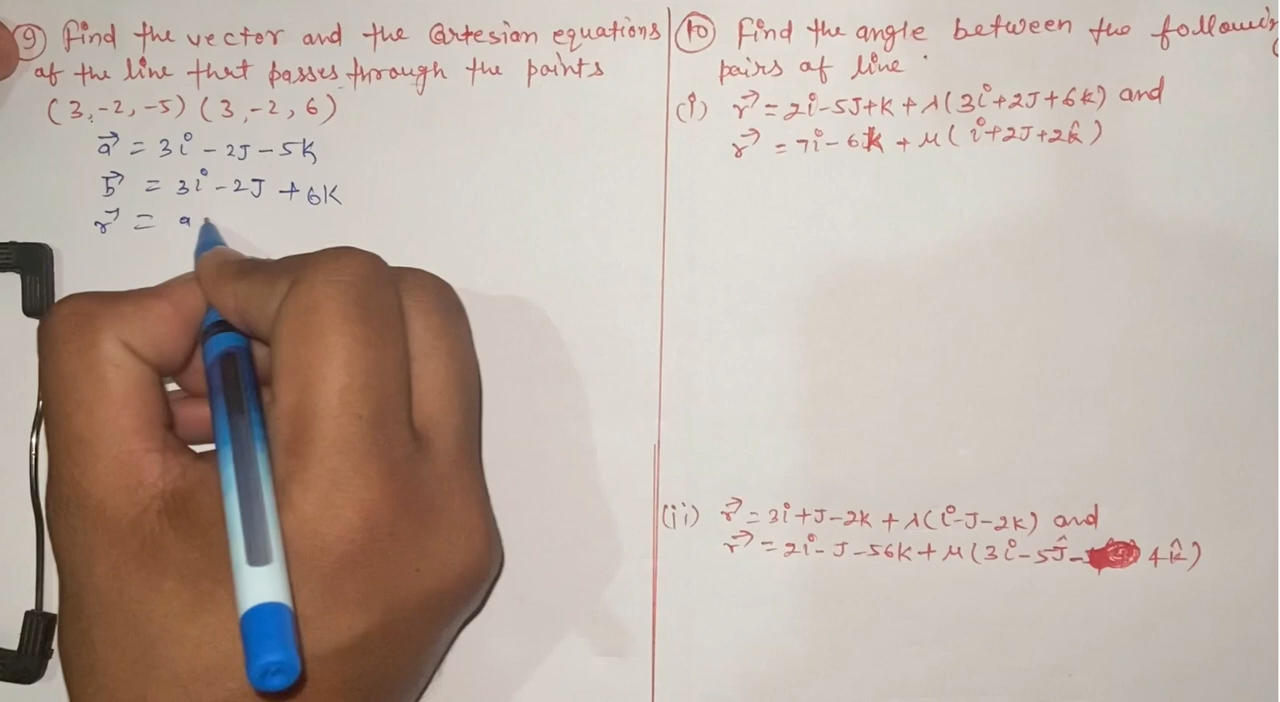 9) Find the vector and the Cartesian equations
of the line that passes through the points
(3,-2,-5) (3,-2,6)
a⃗ = 3i - 2J - 5K
b⃗ = 3i - 2J + 6K
r⃗ = a
10) Find the angle between the following
pairs of line.
(i) r⃗ = 2i-5J+K+λ(3i+2J+6K) and
r⃗ = 7i-6k+μ(i+2J+2k̂)
(ii) r⃗ = 3i+J-2K+λ(i-J-2K) and
r⃗ = 2i-J-56K+μ(3i-5Ĵ- 4k̂)